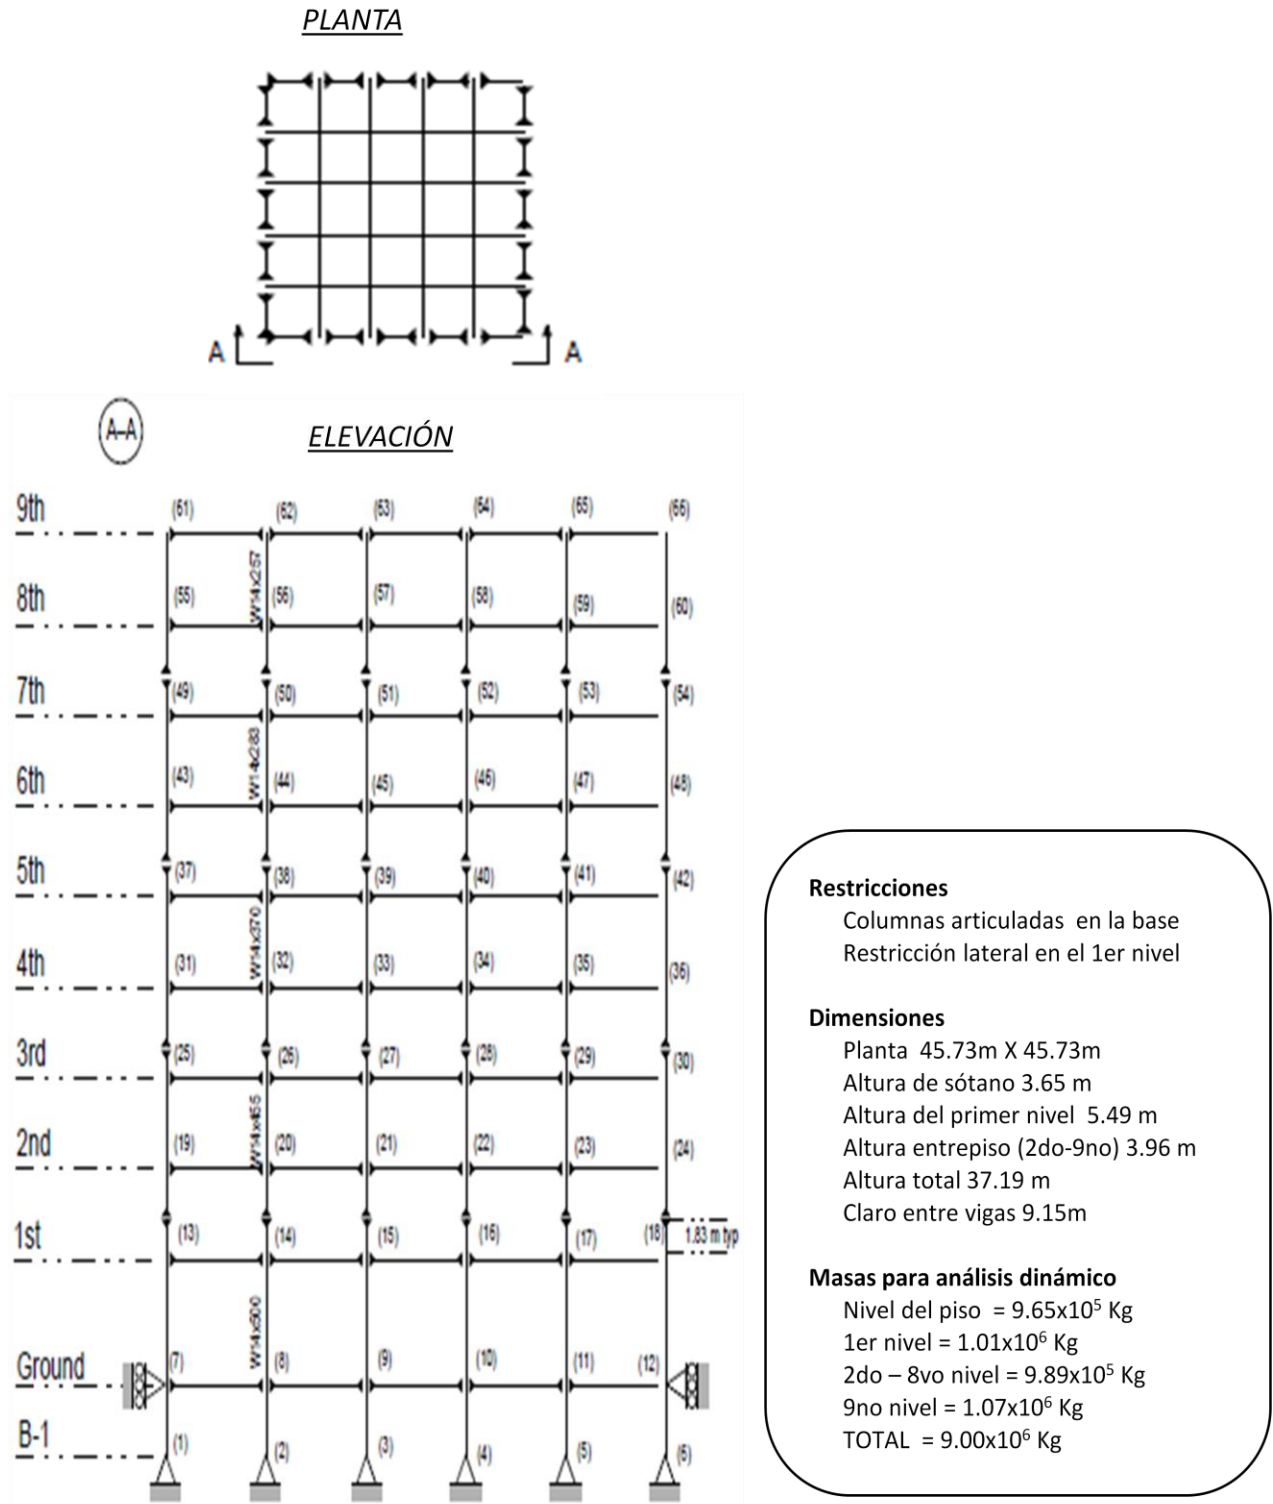 PLANTA
A A
A-A
ELEVACIÓN
9th (61) (62) (63) (64) (65) (66)
W14x257
8th (55) (56) (57) (58) (59) (60)
7th (49) (50) (51) (52) (53) (54)
W14x283
6th (43) (44) (45) (46) (47) (48)
5th (37) (38) (39) (40) (41) (42)
W14x370
4th (31) (32) (33) (34) (35) (36)
3rd (25) (26) (27) (28) (29) (30)
W14x455
2nd (19) (20) (21) (22) (23) (24)
1st (13) (14) (15) (16) (17) (18) 1.83 m typ
W14x500
Ground (7) (8) (9) (10) (11) (12)
B-1 (1) (2) (3) (4) (5) (6)
Restricciones
Columnas articuladas en la base
Restricción lateral en el 1er nivel
Dimensiones
Planta 45.73m X 45.73m
Altura de sótano 3.65 m
Altura del primer nivel 5.49 m
Altura entrepiso (2do-9no) 3.96 m
Altura total 37.19 m
Claro entre vigas 9.15m
Masas para análisis dinámico
Nivel del piso = 9.65x10⁵ Kg
1er nivel = 1.01x10⁶ Kg
2do – 8vo nivel = 9.89x10⁵ Kg
9no nivel = 1.07x10⁶ Kg
TOTAL = 9.00x10⁶ Kg